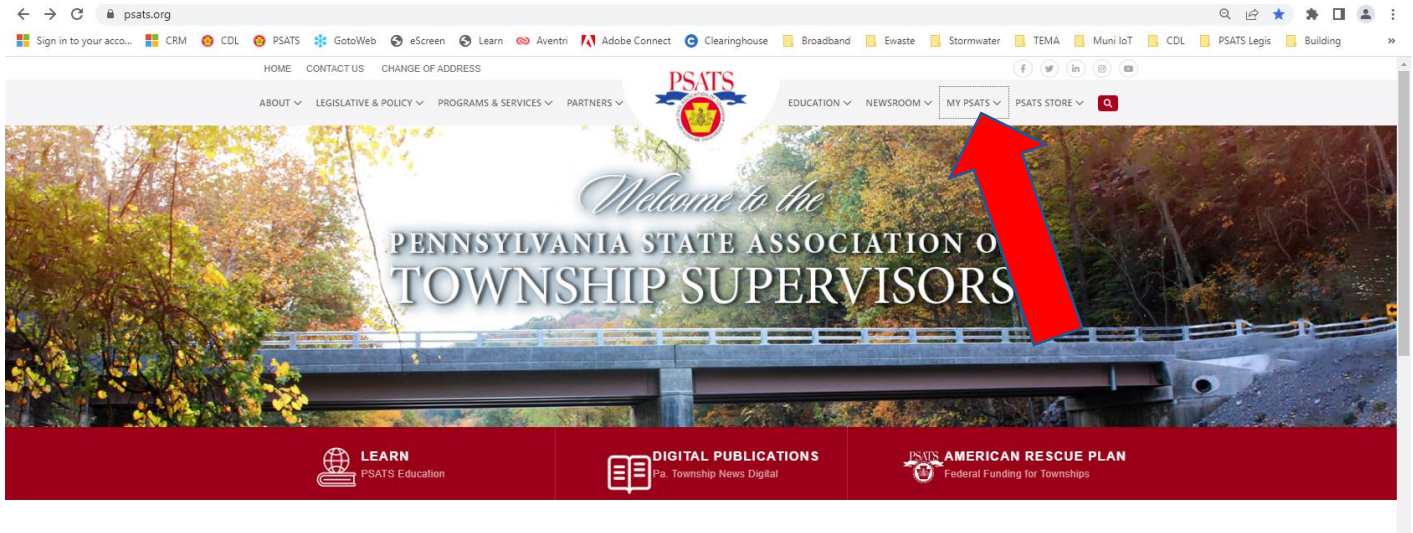 psats.org
Sign in to your acco... CRM CDL PSATS GotoWeb eScreen Learn Aventri Adobe Connect Clearinghouse Broadband Ewaste Stormwater TEMA Muni IoT CDL PSATS Legis Building »
HOME CONTACT US CHANGE OF ADDRESS
PSATS
ABOUT LEGISLATIVE & POLICY PROGRAMS & SERVICES PARTNERS EDUCATION NEWSROOM MY PSATS PSATS STORE
Welcome to the
PENNSYLVANIA STATE ASSOCIATION O
TOWNSHIP SUPERVISORS
LEARN
PSATS Education
DIGITAL PUBLICATIONS
Pa. Township News Digital
PSATS
AMERICAN RESCUE PLAN
Federal Funding for Townships